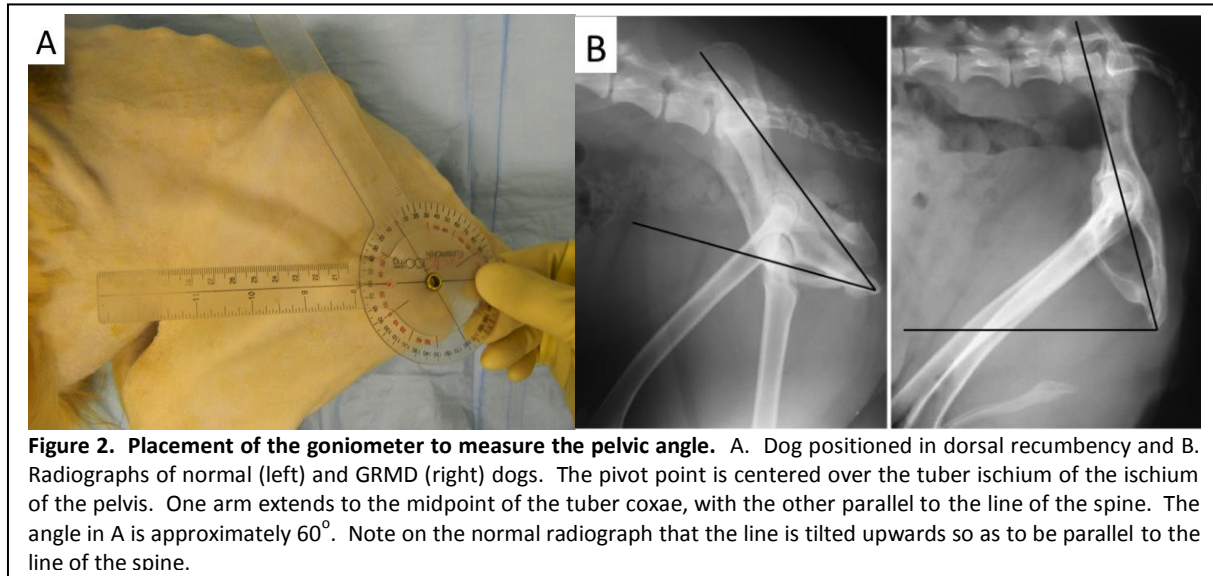 A
B
Figure 2. Placement of the goniometer to measure the pelvic angle. A. Dog positioned in dorsal recumbency and B.
Radiographs of normal (left) and GRMD (right) dogs. The pivot point is centered over the tuber ischium of the ischium
of the pelvis. One arm extends to the midpoint of the tuber coxae, with the other parallel to the line of the spine. The
angle in A is approximately 60°. Note on the normal radiograph that the line is tilted upwards so as to be parallel to the
line of the spine.